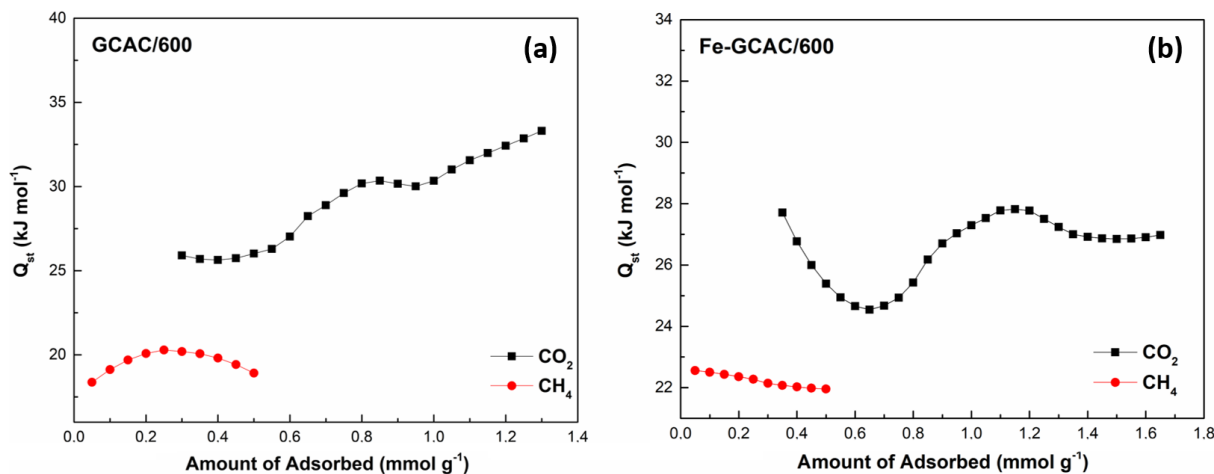 GCAC/600
(a)
40
35
30
25
20
Q_st (kJ mol⁻¹)
CO₂
CH₄
0.0 0.2 0.4 0.6 0.8 1.0 1.2 1.4
Amount of Adsorbed (mmol g⁻¹)
Fe-GCAC/600
(b)
34
32
30
28
26
24
22
Q_st (kJ mol⁻¹)
CO₂
CH₄
0.0 0.2 0.4 0.6 0.8 1.0 1.2 1.4 1.6 1.8
Amount of Adsorbed (mmol g⁻¹)